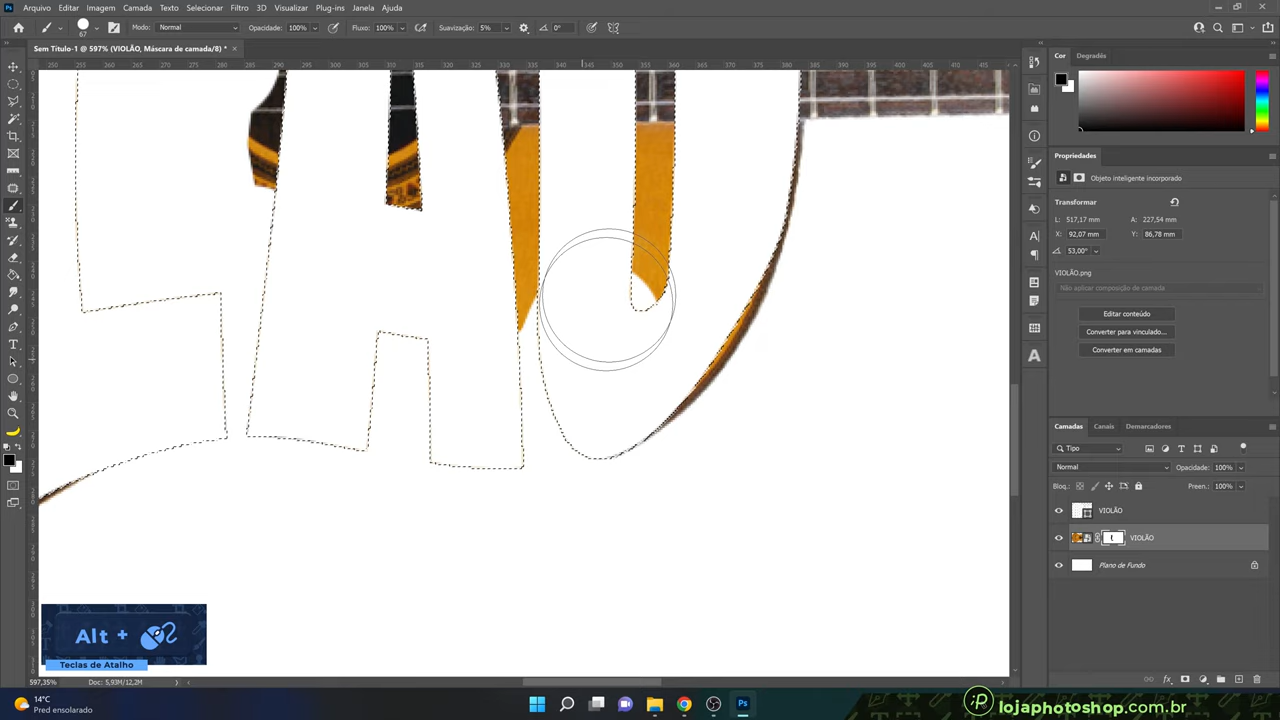 Arquivo Editar Imagem Camada Texto Selecionar Filtro 3D Visualizar Plug-ins Janela Ajuda
67 Modo: Normal Opacidade: 100% Fluxo: 100% Suavização: 5% 0°
Sem Título-1 @ 597% (VIOLÃO, Máscara de camada/8) *
Cor Degradês
Propriedades
Objeto inteligente incorporado
Transformar
L: 517,17 mm A: 227,54 mm
X: 92,07 mm Y: 86,78 mm
53,00°
VIOLÃO.png
Não aplicar composição de camada
Editar conteúdo
Converter para vinculado...
Converter em camadas
Camadas Canais Demarcadores
Tipo
Normal Opacidade: 100%
Bloq.: Preen.: 100%
VIOLÃO
VIOLÃO
Plano de Fundo
Alt +
Teclas de Atalho
597,35% Doc: 5,93M/12,2M
14°C
Pred ensolarado
lojaphotoshop.com.br